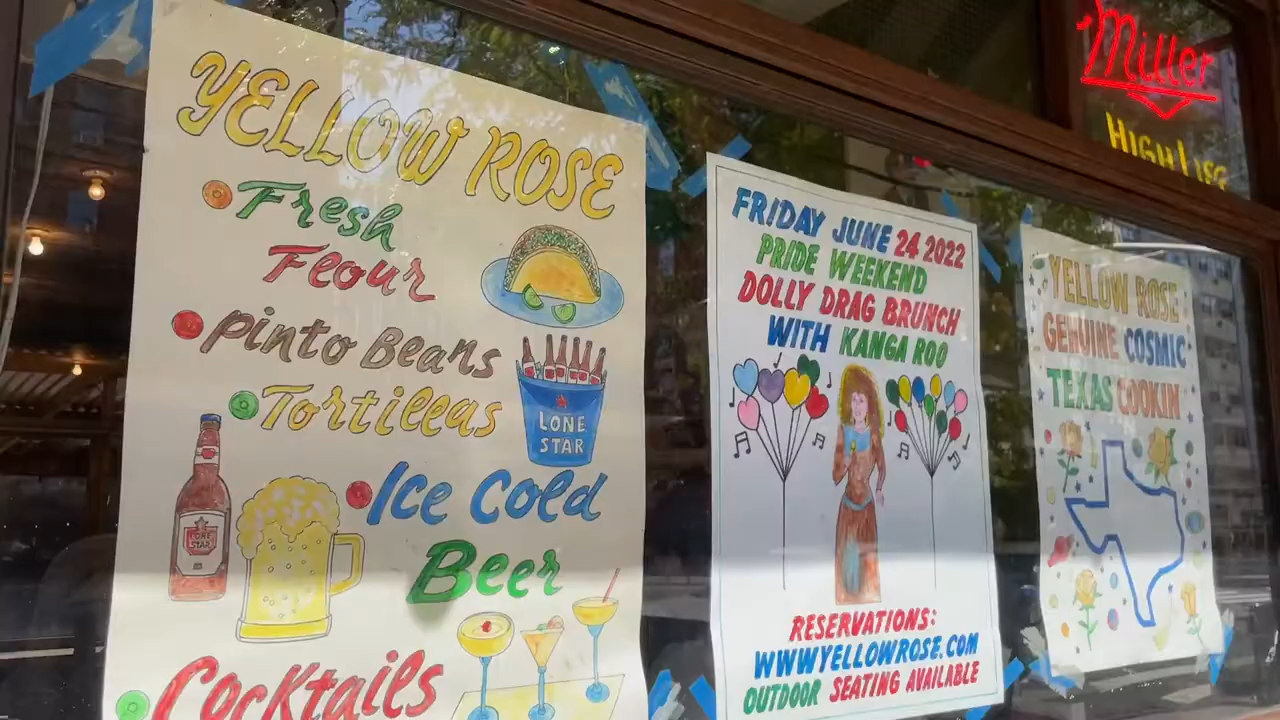 YELLOW ROSE
Fresh
Flour
pinto Beans
Tortillas
LONE
STAR
LONE
STAR
Ice Cold
Beer
Cocktails
FRIDAY JUNE 24 2022
PRIDE WEEKEND
DOLLY DRAG BRUNCH
WITH KANGA ROO
RESERVATIONS:
WWWYELLOWROSE.COM
OUTDOOR SEATING AVAILABLE
Miller
HIGH LIFE
YELLOW ROSE
GENUINE COSMIC
TEXAS COOKIN